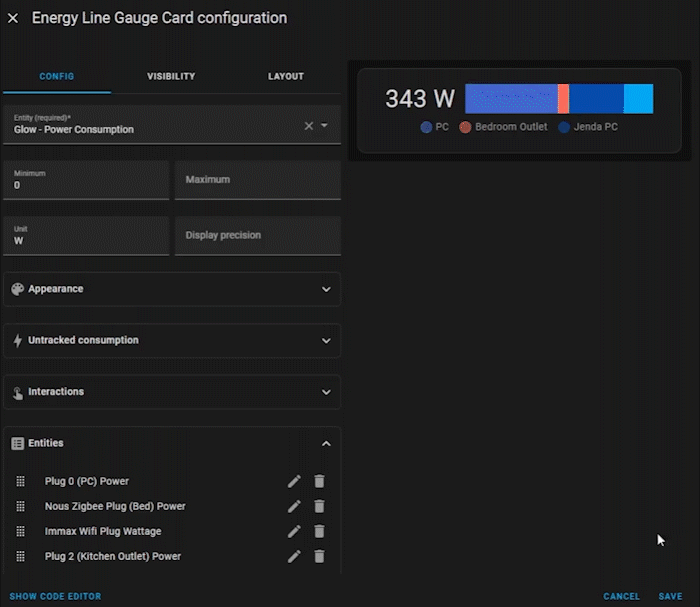 Energy Line Gauge Card configuration
CONFIG VISIBILITY LAYOUT
Entity (required)*
Glow - Power Consumption
Minimum
0
Maximum
Unit
W
Display precision
Appearance
Untracked consumption
Interactions
Entities
Plug 0 (PC) Power
Nous Zigbee Plug (Bed) Power
Immax Wifi Plug Wattage
Plug 2 (Kitchen Outlet) Power
SHOW CODE EDITOR
343 W
PC Bedroom Outlet Jenda PC
CANCEL SAVE